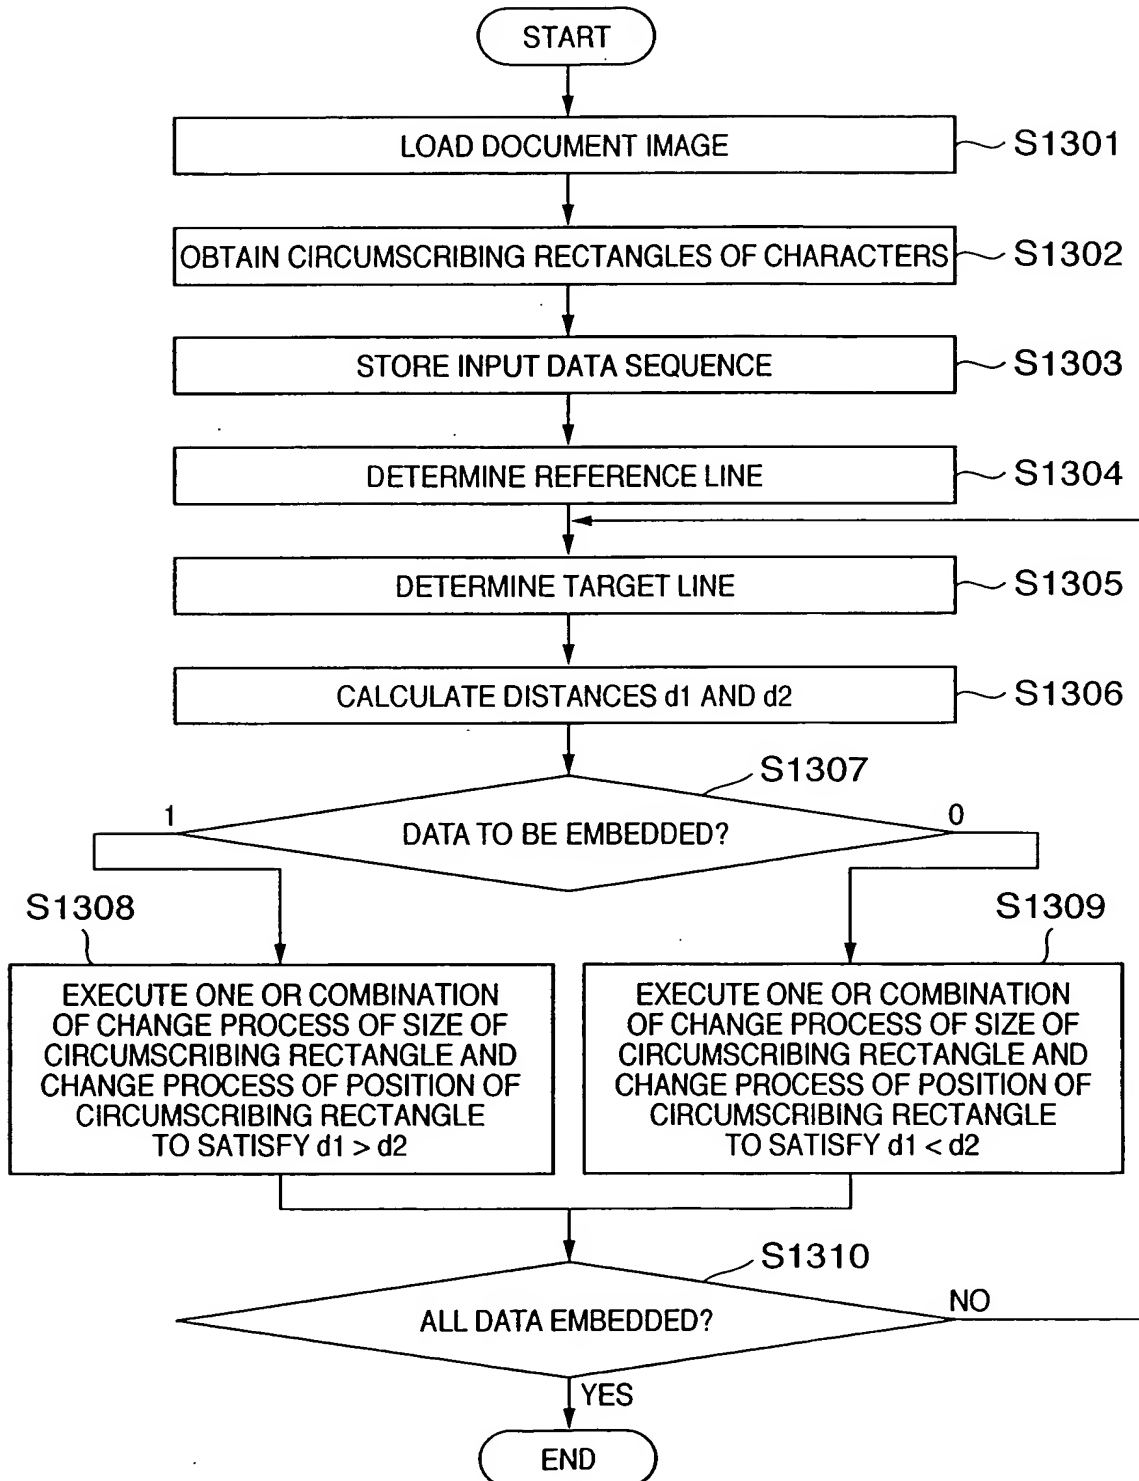 START
LOAD DOCUMENT IMAGE
S1301
OBTAIN CIRCUMSCRIBING RECTANGLES OF CHARACTERS
S1302
STORE INPUT DATA SEQUENCE
S1303
DETERMINE REFERENCE LINE
S1304
DETERMINE TARGET LINE
S1305
CALCULATE DISTANCES d1 AND d2
S1306
S1307
1
DATA TO BE EMBEDDED?
0
S1308
EXECUTE ONE OR COMBINATION
OF CHANGE PROCESS OF SIZE OF
CIRCUMSCRIBING RECTANGLE AND
CHANGE PROCESS OF POSITION OF
CIRCUMSCRIBING RECTANGLE
TO SATISFY d1 > d2
S1309
EXECUTE ONE OR COMBINATION
OF CHANGE PROCESS OF SIZE OF
CIRCUMSCRIBING RECTANGLE AND
CHANGE PROCESS OF POSITION OF
CIRCUMSCRIBING RECTANGLE
TO SATISFY d1 < d2
S1310
ALL DATA EMBEDDED?
NO
YES
END